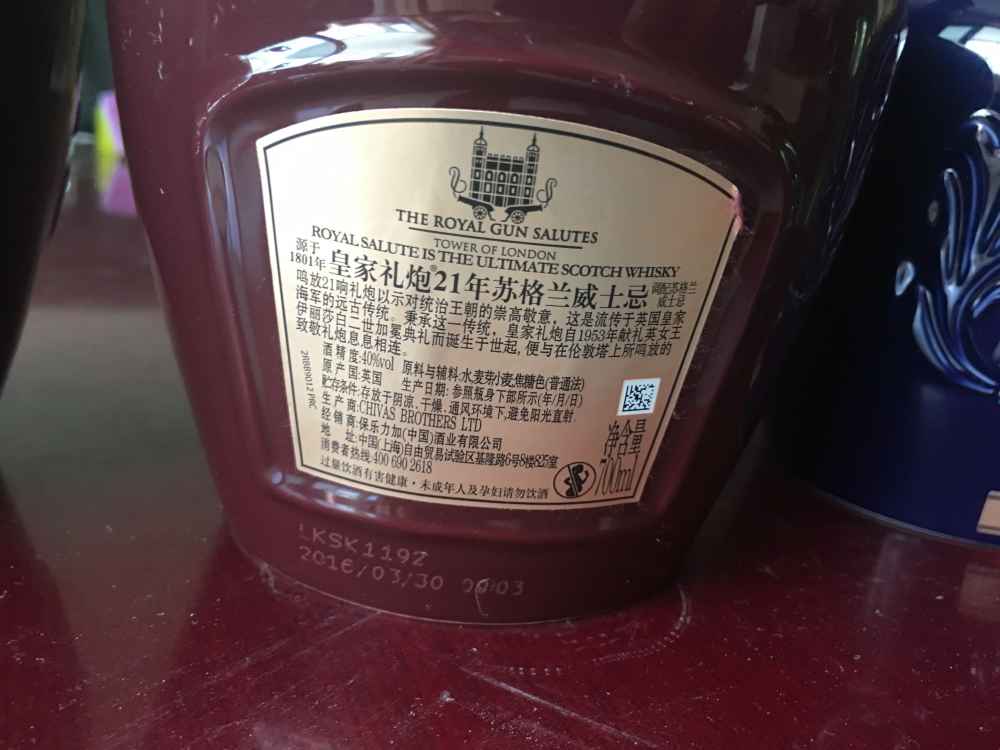 THE ROYAL GUN SALUTES
TOWER OF LONDON
ROYAL SALUTE IS THE ULTIMATE SCOTCH WHISKY
源于
1801年
皇家礼炮®21年苏格兰威士忌
调配苏格兰
威士忌
鸣放21响礼炮以示对统治王朝的崇高敬意，这是流传于英国皇家
海军的远古传统。秉承这一传统，皇家礼炮自1953年献礼英女王
伊丽莎白二世加冕典礼而诞生于世起，便与在伦敦塔上所鸣放的
致敬礼炮息息相连。
酒精度:40%vol 原料与辅料:水,麦芽,小麦,焦糖色(普通法)
原产国:英国 生产日期:参照瓶身下部所示(年/月/日)
贮存条件:存放于阴凉、干燥、通风环境下,避免阳光直射
生产商:CHIVAS BROTHERS LTD
经销商:保乐力加(中国)酒业有限公司
地址:中国(上海)自由贸易试验区基隆路6号8楼825室
消费者热线:400 690 2618
过量饮酒有害健康·未成年人及孕妇请勿饮酒
净含量
700ml
LKSK1192
2016/03/30